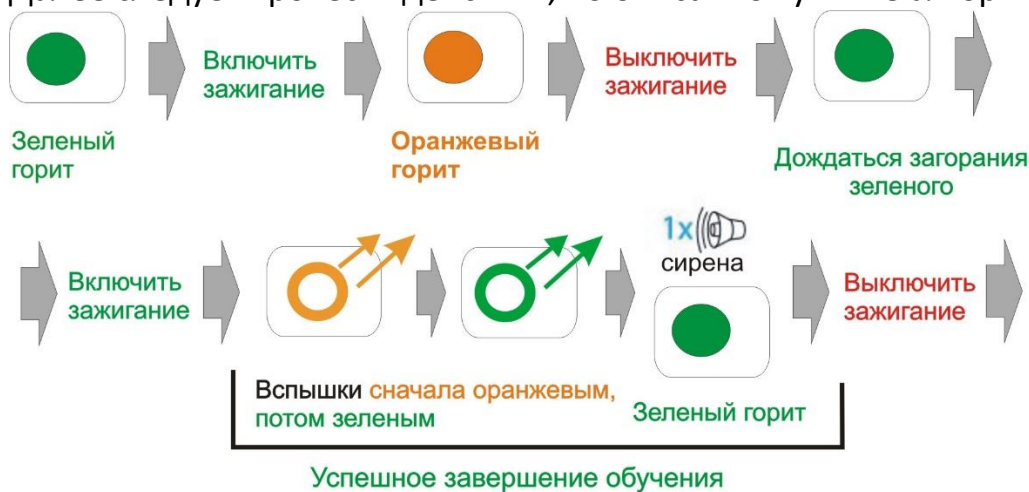 Зеленый
горит
Включить
зажигание
Оранжевый
горит
Выключить
зажигание
Дождаться загорания
зеленого
Включить
зажигание
Вспышки сначала оранжевым,
потом зеленым
1x
сирена
Зеленый горит
Выключить
зажигание
Успешное завершение обучения